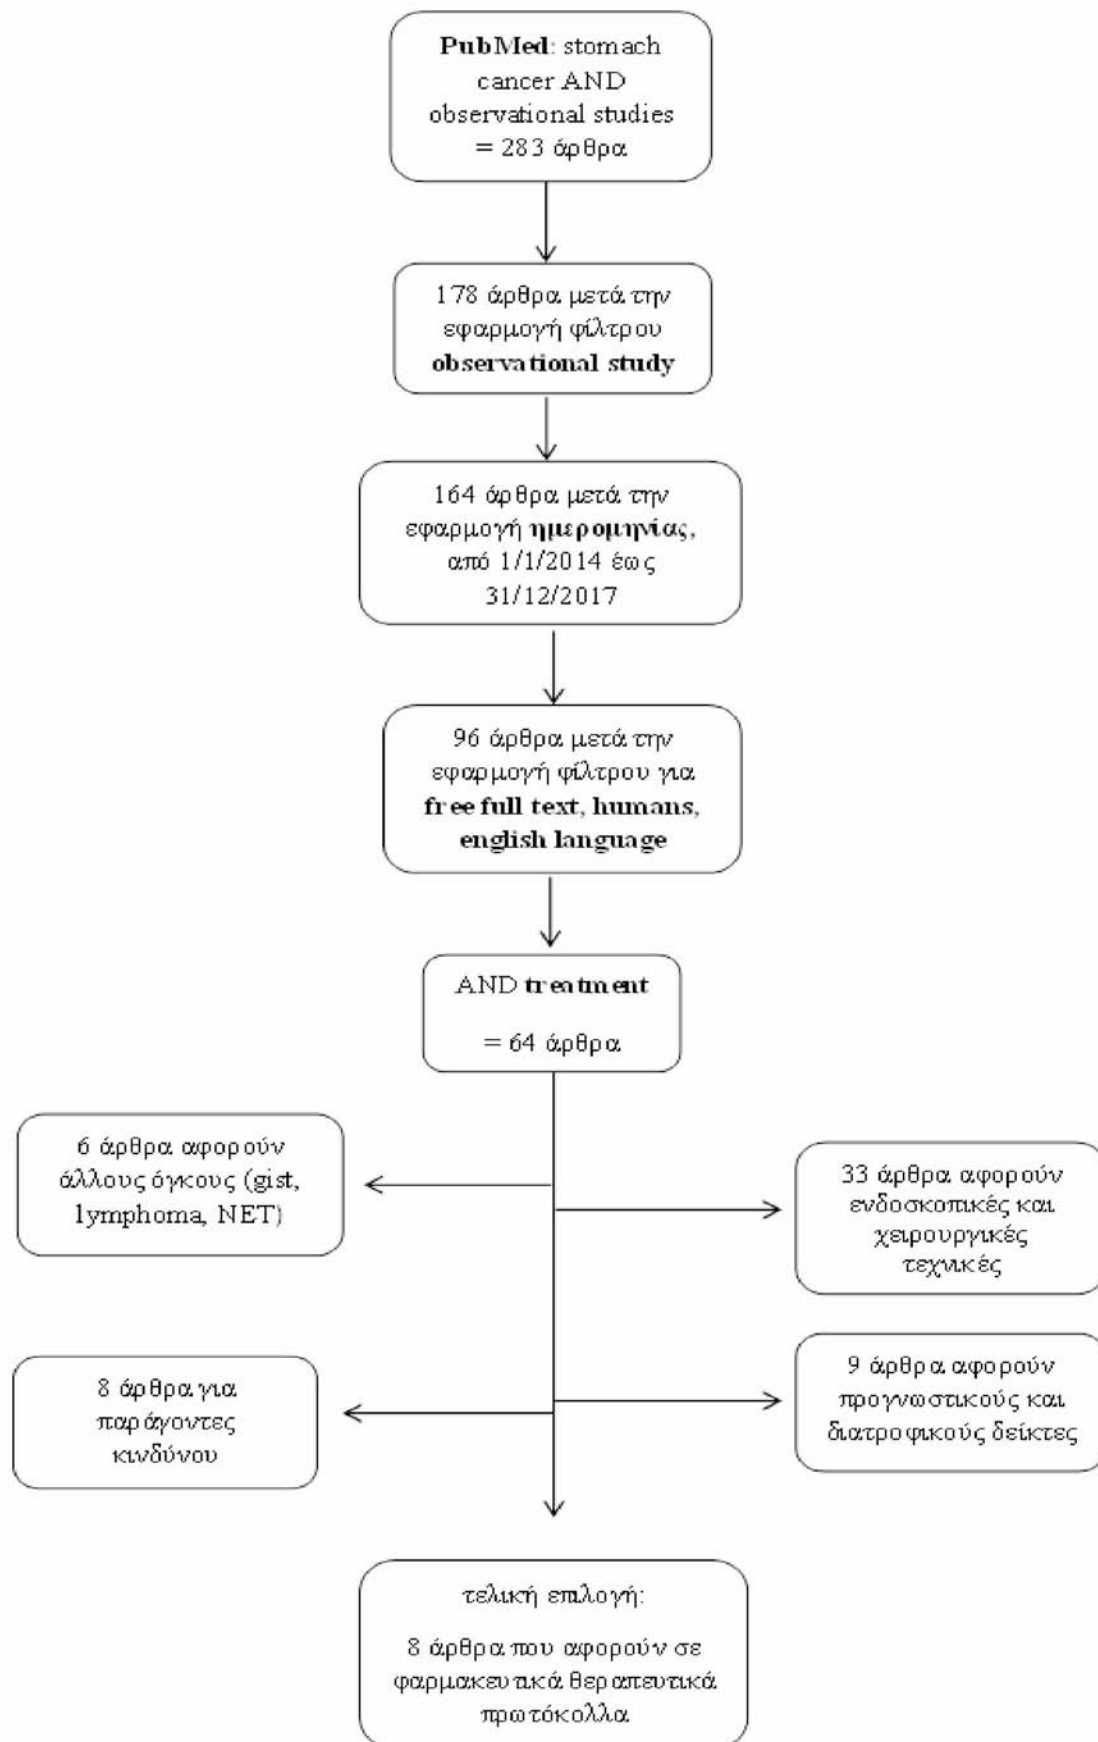 PubMed: stomach
cancer AND
observational studies
= 283 άρθρα
178 άρθρα μετά την
εφαρμογή φίλτρου
observational study
164 άρθρα μετά την
εφαρμογή ημερομηνίας,
από 1/1/2014 έως
31/12/2017
96 άρθρα μετά την
εφαρμογή φίλτρου για
free full text, humans,
english language
AND treatment
= 64 άρθρα
6 άρθρα αφορούν
άλλους όγκους (gist,
lymphoma, NET)
33 άρθρα αφορούν
ενδοσκοπικές και
χειρουργικές
τεχνικές
8 άρθρα για
παράγοντες
κινδύνου
9 άρθρα αφορούν
προγνωστικούς και
διατροφικούς δείκτες
τελική επιλογή:
8 άρθρα που αφορούν σε
φαρμακευτικά θεραπευτικά
πρωτόκολλα